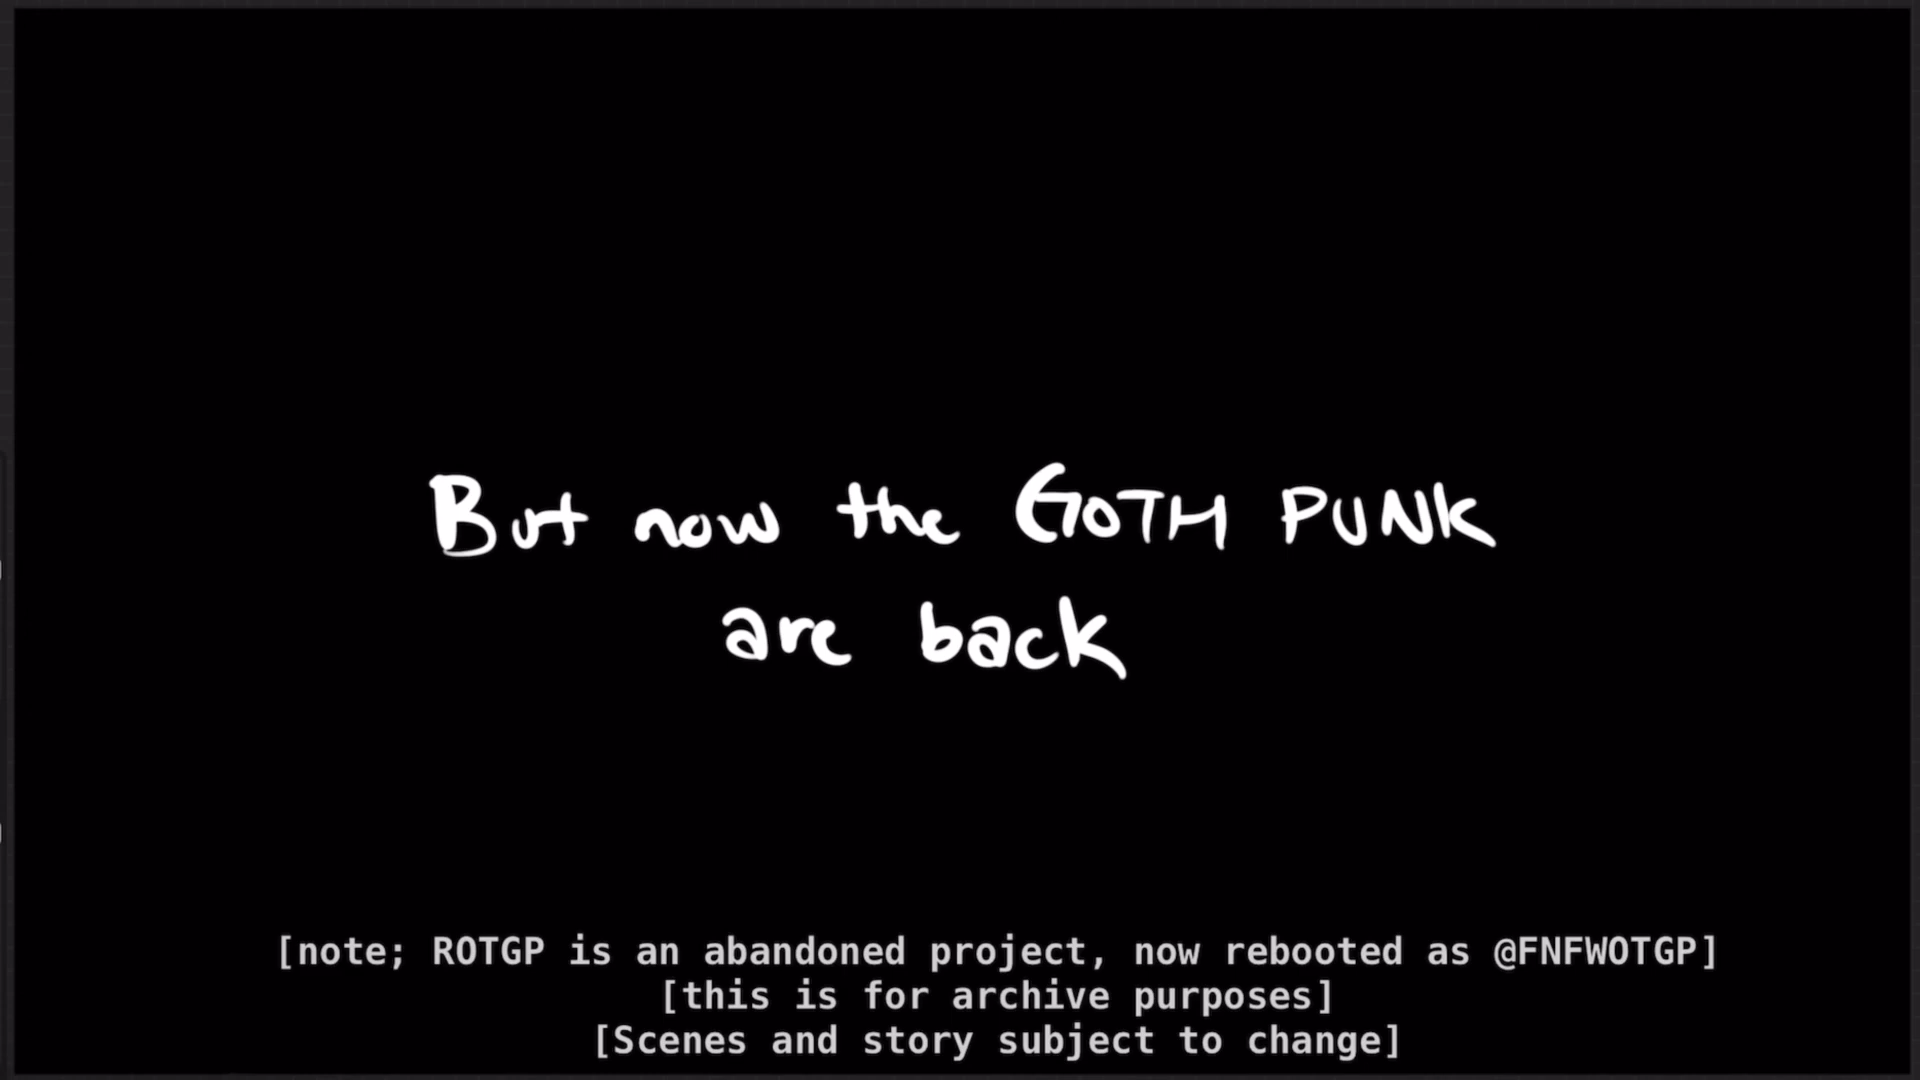 But now the GOTH PUNK
are back
[note; ROTGP is an abandoned project, now rebooted as @FNFWOTGP]
[this is for archive purposes]
[Scenes and story subject to change]